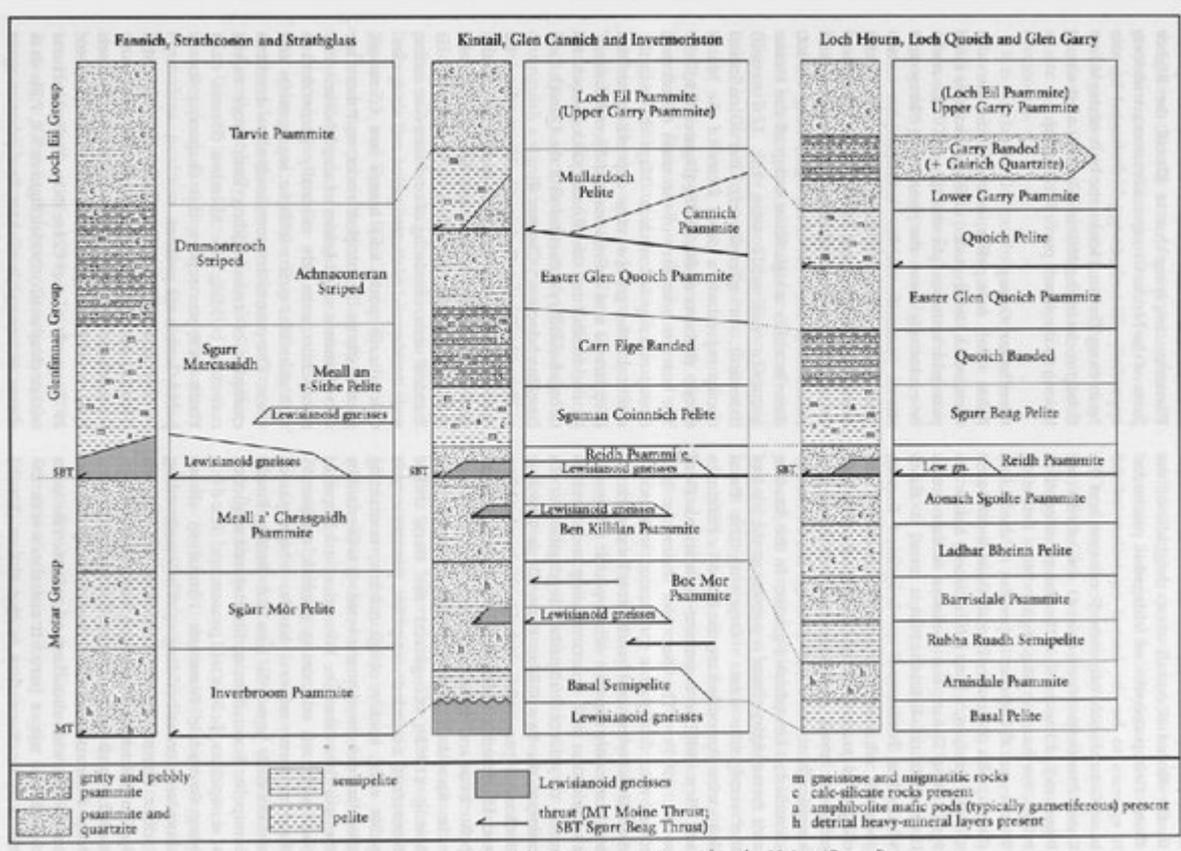 Fannich, Strathconon and Strathglass
Loch Eil Group
Glenfinnan Group
Morar Group
SBT
MT
Tarvie Psammite
Drumonreoch
Striped
Achnaconeran
Striped
Sgurr
Marcasaidh
Meall an
t-Sithe Pelite
Lewisianoid gneisses
Lewisianoid gneisses
Meall a' Chrasgaidh
Psammite
Sgùrr Mór Pelite
Inverbroom Psammite
Kintail, Glen Cannich and Invermoriston
Loch Eil Psammite
(Upper Garry Psammite)
Mullardoch
Pelite
Cannich
Psammite
Easter Glen Quoich Psammite
Carn Eige Banded
Sguman Coinntich Pelite
Reidh Psammite
SBT
Lewisianoid gneisses
Lewisianoid gneisses
Ben Killilan Psammite
Boc Mor
Psammite
Lewisianoid gneisses
Basal Semipelite
Lewisianoid gneisses
Loch Hourn, Loch Quoich and Glen Garry
(Loch Eil Psammite)
Upper Garry Psammite
Garry Banded
(+ Gairich Quartzite)
Lower Garry Psammite
Quoich Pelite
Easter Glen Quoich Psammite
Quoich Banded
Sgurr Beag Pelite
SBT
Lew. gn.
Reidh Psammite
Aonach Sgoilte Psammite
Ladhar Bheinn Pelite
Barrisdale Psammite
Rubha Ruadh Semipelite
Arnisdale Psammite
Basal Pelite
gritty and pebbly
psammite
psammite and
quartzite
semipelite
pelite
Lewisianoid gneisses
thrust (MT Moine Thrust;
SBT Sgurr Beag Thrust)
m gneissose and migmatitic rocks
c calc-silicate rocks present
a amphibolite mafic pods (typically garnetiferous) present
h detrital heavy-mineral layers present